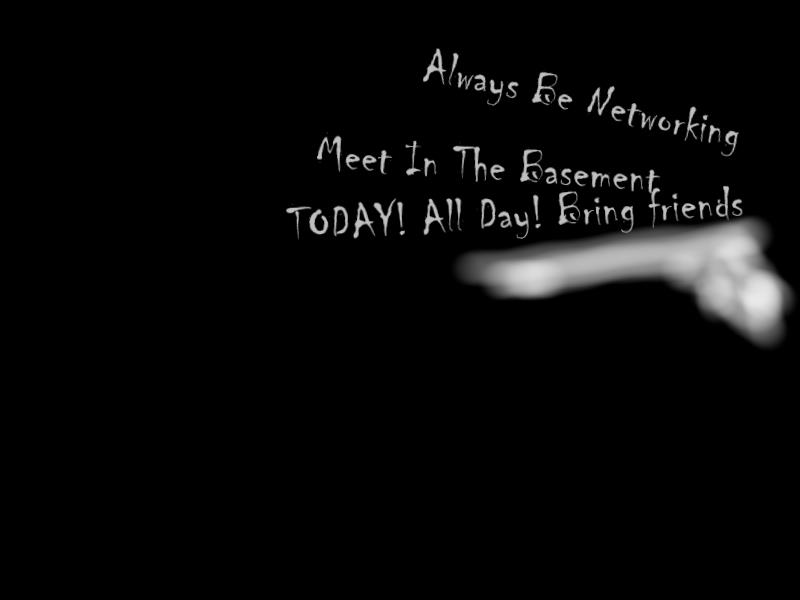 Always Be Networking
Meet In The Basement
TODAY! All Day! Bring friends